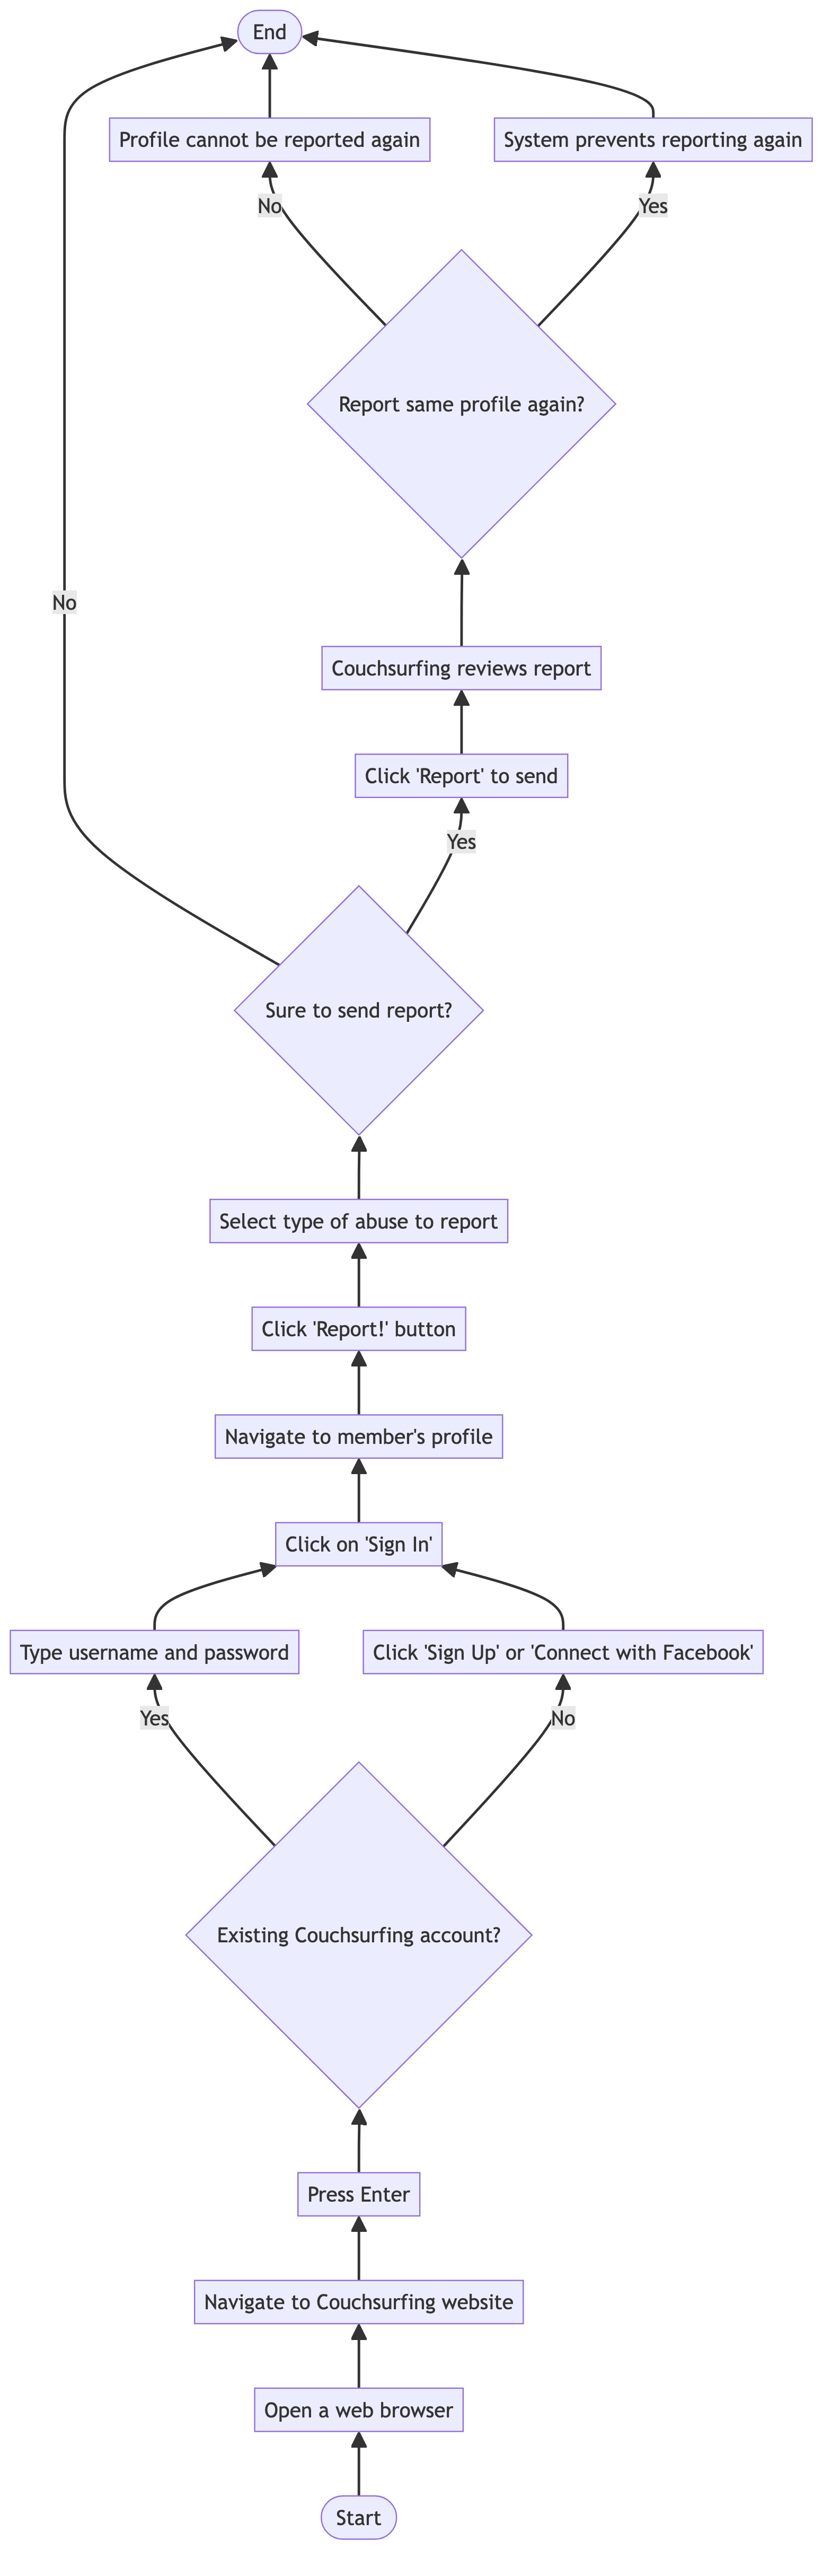 End
Profile cannot be reported again
System prevents reporting again
No
Yes
Report same profile again?
No
Couchsurfing reviews report
Click 'Report' to send
Yes
Sure to send report?
Select type of abuse to report
Click 'Report!' button
Navigate to member's profile
Click on 'Sign In'
Type username and password
Click 'Sign Up' or 'Connect with Facebook'
Yes
No
Existing Couchsurfing account?
Press Enter
Navigate to Couchsurfing website
Open a web browser
Start